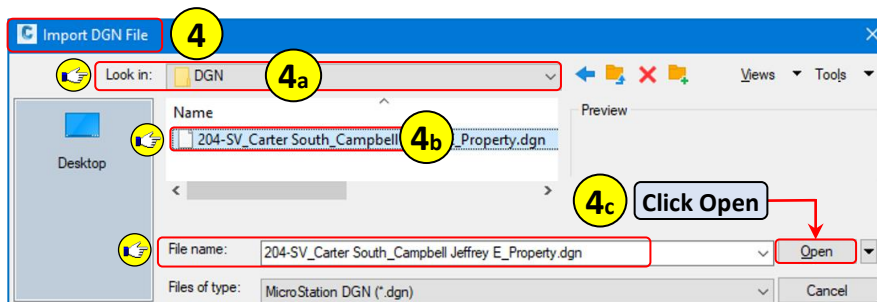 Import DGN File
4
Look in: DGN
4a
Views Tools
Name
Preview
204-SV_Carter South_Campbell _Property.dgn
4b
Desktop
4c
Click Open
File name: 204-SV_Carter South_Campbell Jeffrey E_Property.dgn
Open
Files of type: MicroStation DGN (*.dgn)
Cancel